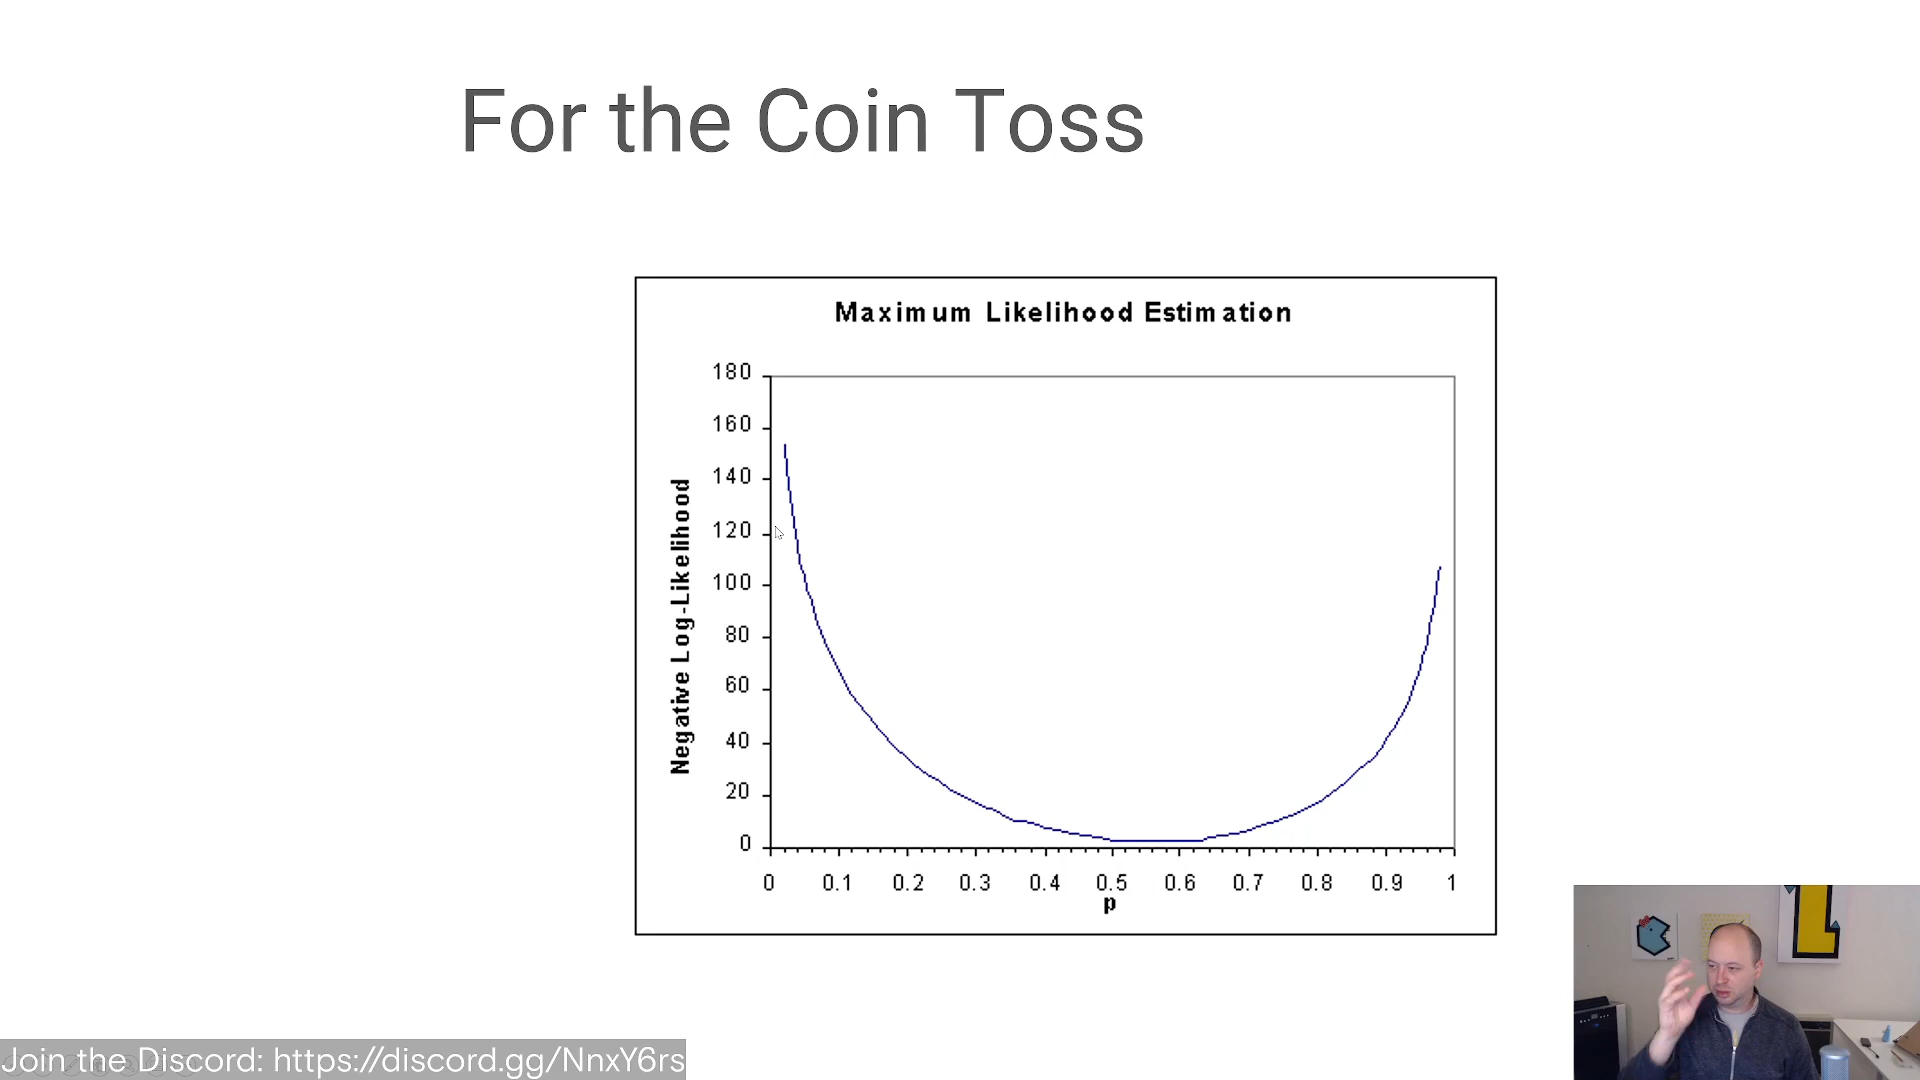 For the Coin Toss
Maximum Likelihood Estimation
Negative Log-Likelihood
180
160
140
120
100
80
60
40
20
0
0 0.1 0.2 0.3 0.4 0.5 0.6 0.7 0.8 0.9 1
p
Join the Discord: https://discord.gg/NnxY6rs